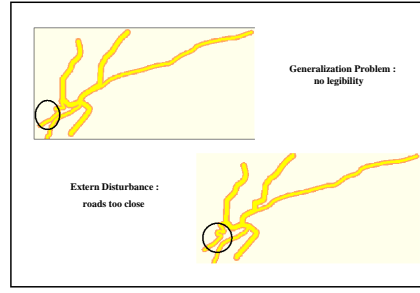 Generalization Problem :
no legibility
Extern Disturbance :
roads too close